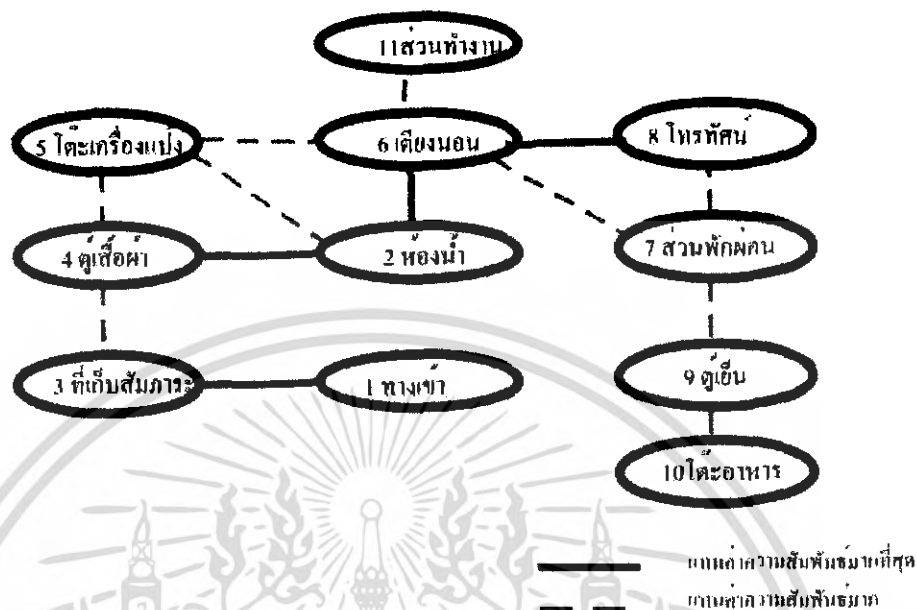 11ส่วนทำงาน
5 โต๊ะเครื่องแป้ง
6 เตียงนอน
8 โทรทัศน์
4 ตู้เสื้อผ้า
2 ห้องน้ำ
7 ส่วนพักผ่อน
3 ที่เก็บสัมภาระ
1 ทางเข้า
9 ตู้เย็น
10โต๊ะอาหาร
แทนค่าความสัมพันธ์มากที่สุด
แทนค่าความสัมพันธ์มาก